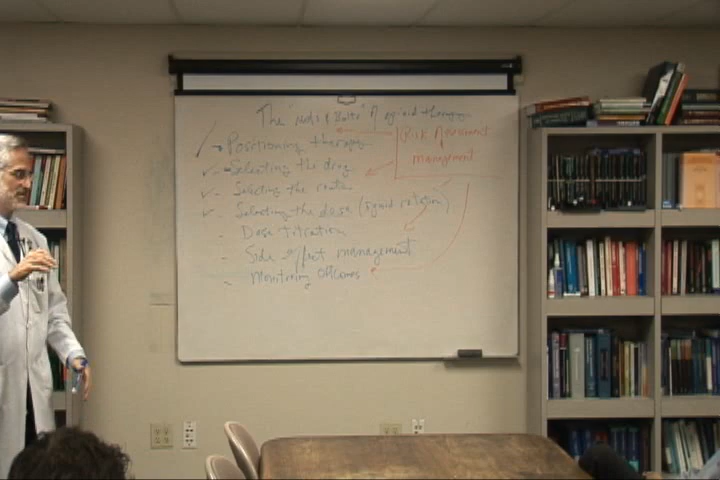 The "Nuts & Bolts" of opioid therapy
- Positioning therapy
- Selecting the drug
- Selecting the route
- Selecting the dose (opioid rotation)
- Dose titration
- Side effect management
- Monitoring outcomes
Risk Assessment
management